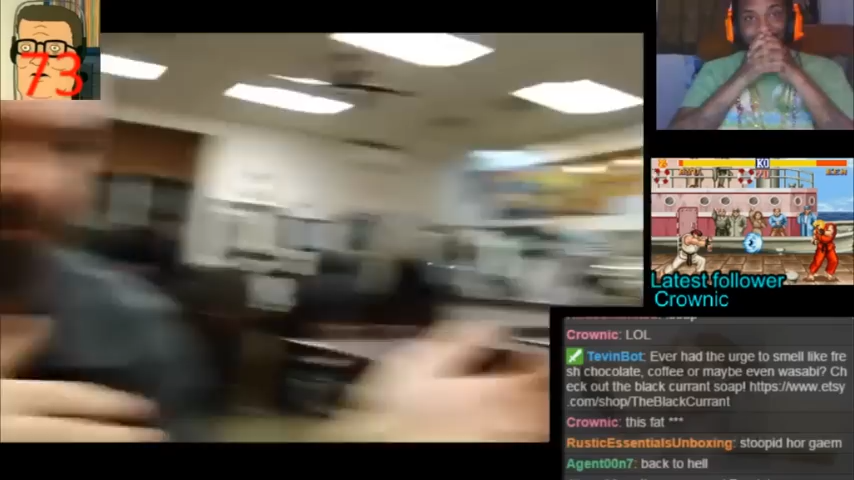 73
KO
KEN
Latest follower
Crownic
Crownic: LOL
TevinBot: Ever had the urge to smell like fre
sh chocolate, coffee or maybe even wasabi? Ch
eck out the black currant soap! https://www.etsy
.com/shop/TheBlackCurrant
Crownic: this fat ***
RusticEssentialsUnboxing: stoopid hor gaem
Agent00n7: back to hell